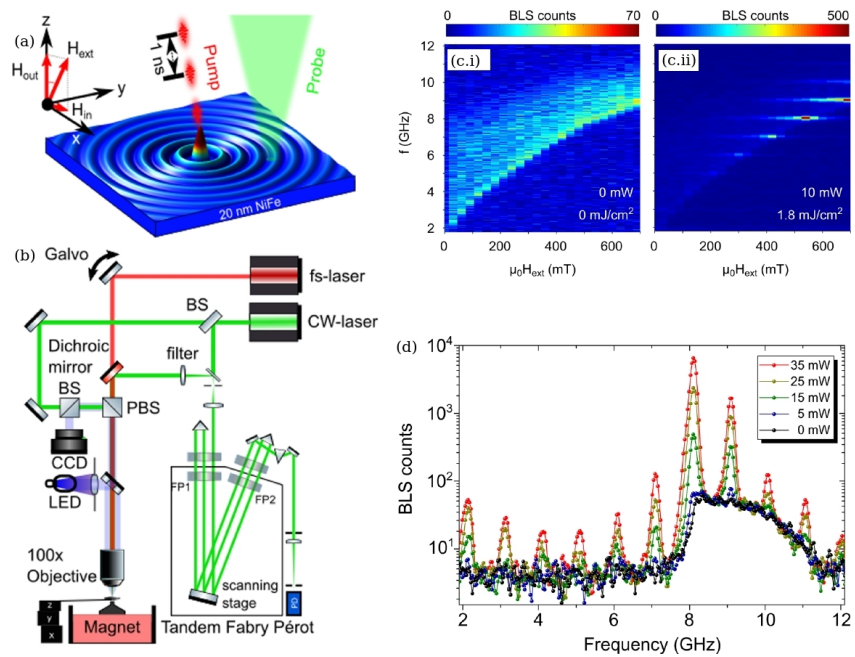 (a)
z
H_ext
H_out
y
H_in
x
1 ns
Pump
Probe
20 nm NiFe
(b)
Galvo
fs-laser
BS
CW-laser
Dichroic
mirror
filter
BS
PBS
CCD
LED
FP1
FP2
100x
Objective
scanning
stage
PD
z
y
x
Magnet
Tandem Fabry Pérot
BLS counts
0 70
(c.i)
12
10
8
6
4
2
f (GHz)
0 mW
0 mJ/cm²
0 200 400 600
μ₀H_ext (mT)
BLS counts
0 500
(c.ii)
10 mW
1.8 mJ/cm²
0 200 400 600
μ₀H_ext (mT)
(d)
10⁴
10³
10²
10¹
BLS counts
35 mW
25 mW
15 mW
5 mW
0 mW
2 4 6 8 10 12
Frequency (GHz)